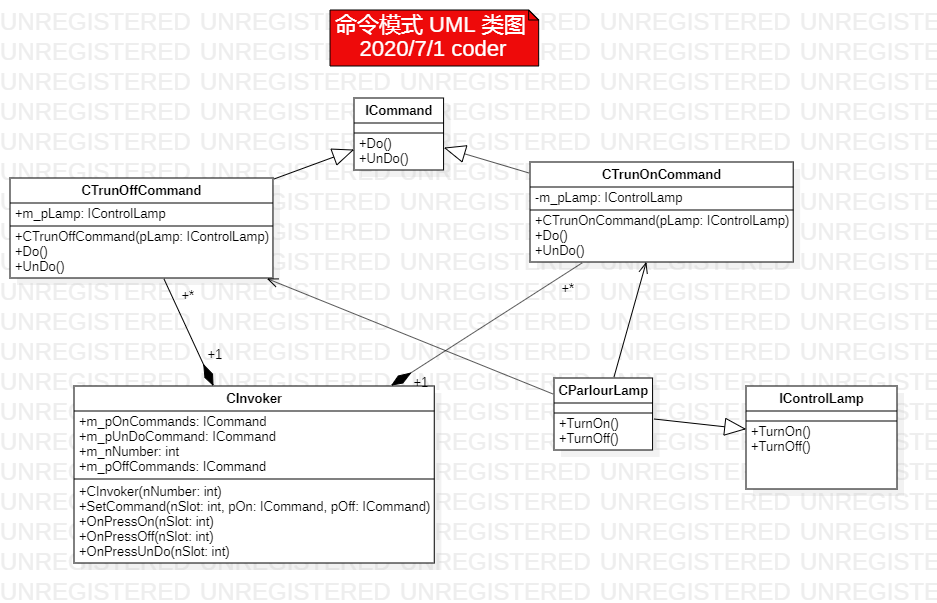 命令模式 UML 类图
2020/7/1 coder
ICommand
+Do()
+UnDo()
CTrunOffCommand
+m_pLamp: IControlLamp
+CTrunOffCommand(pLamp: IControlLamp)
+Do()
+UnDo()
CTrunOnCommand
-m_pLamp: IControlLamp
+CTrunOnCommand(pLamp: IControlLamp)
+Do()
+UnDo()
+*
+*
+1
+1
CInvoker
+m_pOnCommands: ICommand
+m_pUnDoCommand: ICommand
+m_nNumber: int
+m_pOffCommands: ICommand
+CInvoker(nNumber: int)
+SetCommand(nSlot: int, pOn: ICommand, pOff: ICommand)
+OnPressOn(nSlot: int)
+OnPressOff(nSlot: int)
+OnPressUnDo(nSlot: int)
CParlourLamp
+TurnOn()
+TurnOff()
IControlLamp
+TurnOn()
+TurnOff()
UNREGISTERED